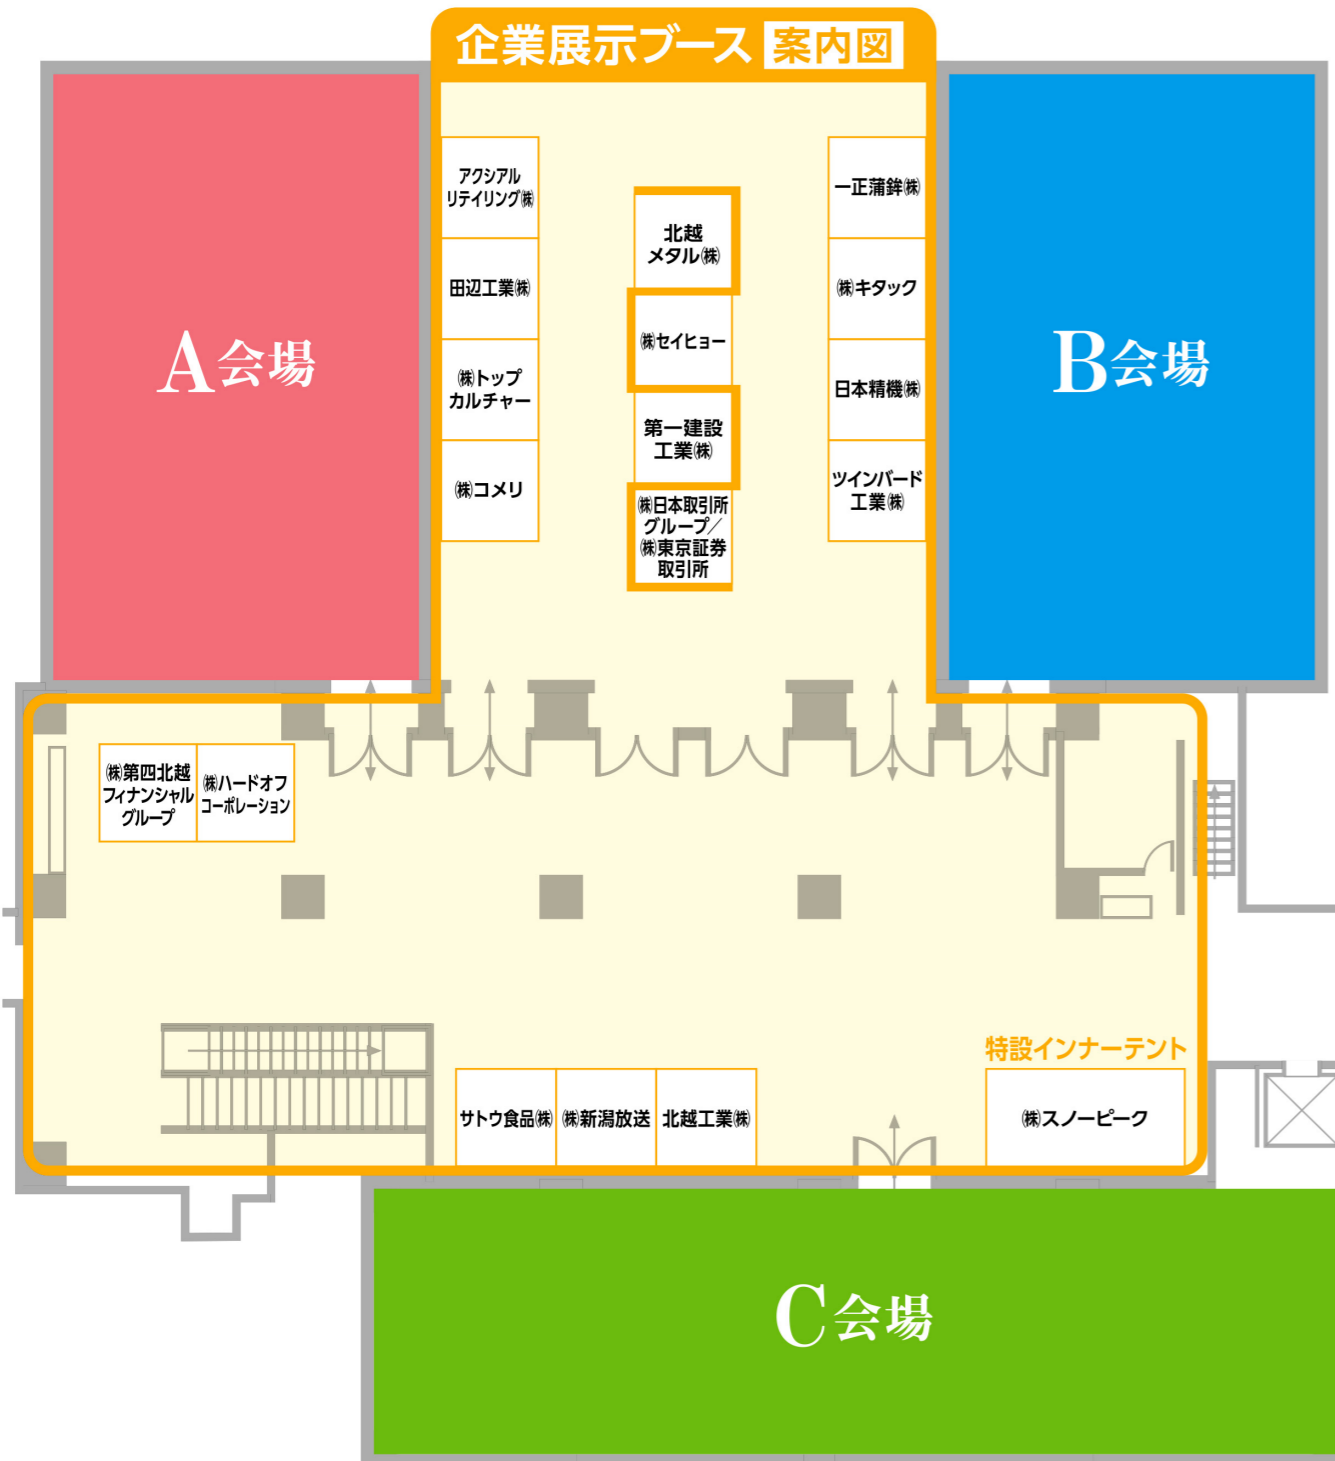 企業展示ブース 案内図
A会場
B会場
アクシアル
リテイリング㈱
田辺工業㈱
㈱トップ
カルチャー
㈱コメリ
北越
メタル㈱
㈱セイヒョー
第一建設
工業㈱
㈱日本取引所
グループ/
㈱東京証券
取引所
一正蒲鉾㈱
㈱キタック
日本精機㈱
ツインバード
工業㈱
㈱第四北越
フィナンシャル
グループ
㈱ハードオフ
コーポレーション
サトウ食品㈱
㈱新潟放送
北越工業㈱
特設インナーテント
㈱スノーピーク
C会場